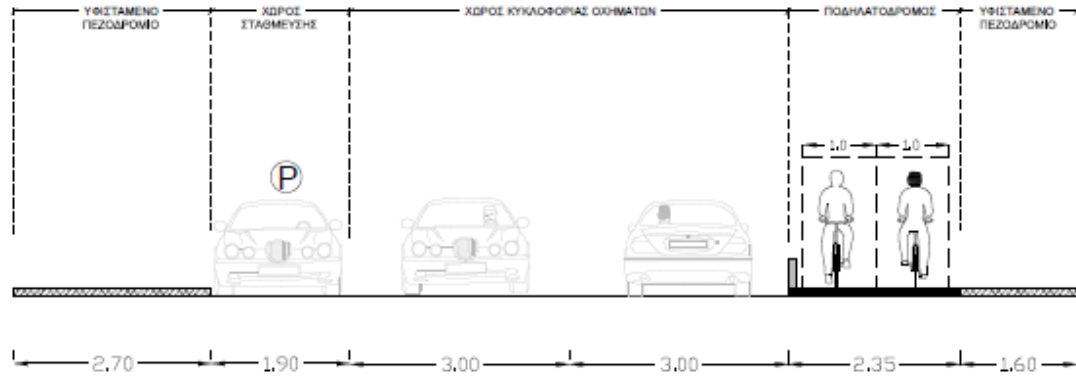 ΥΦΙΣΤΑΜΕΝΟ
ΠΕΖΟΔΡΟΜΙΟ
ΧΩΡΟΣ
ΣΤΑΘΜΕΥΣΗΣ
ΧΩΡΟΣ ΚΥΚΛΟΦΟΡΙΑΣ ΟΧΗΜΑΤΩΝ
ΠΟΔΗΛΑΤΟΔΡΟΜΟΣ
ΥΦΙΣΤΑΜΕΝΟ
ΠΕΖΟΔΡΟΜΙΟ
1.0 1.0
P
2.70 1.90 3.00 3.00 2.35 1.60